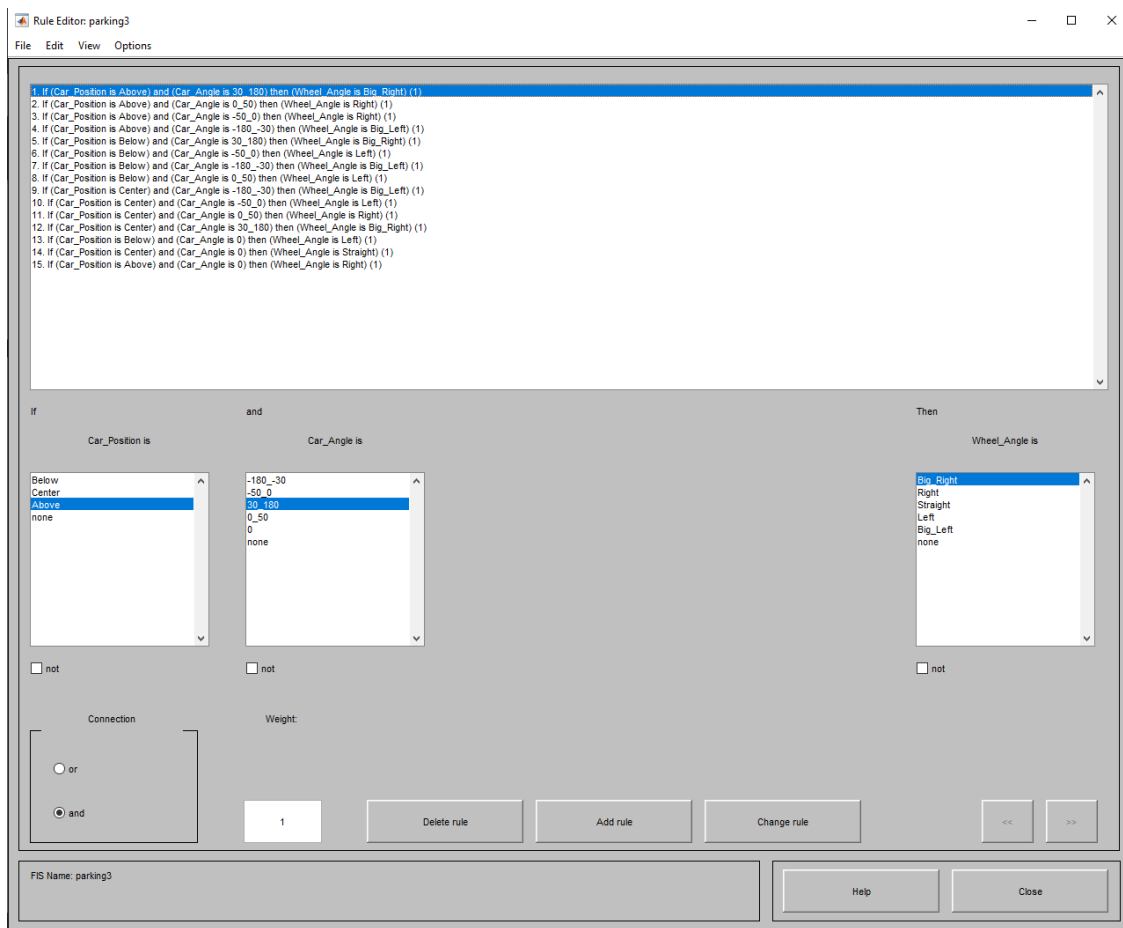 Rule Editor: parking3
File Edit View Options
1. If (Car_Position is Above) and (Car_Angle is 30_180) then (Wheel_Angle is Big_Right) (1)
2. If (Car_Position is Above) and (Car_Angle is 0_50) then (Wheel_Angle is Right) (1)
3. If (Car_Position is Above) and (Car_Angle is -50_0) then (Wheel_Angle is Right) (1)
4. If (Car_Position is Above) and (Car_Angle is -180_-30) then (Wheel_Angle is Big_Left) (1)
5. If (Car_Position is Below) and (Car_Angle is 30_180) then (Wheel_Angle is Big_Right) (1)
6. If (Car_Position is Below) and (Car_Angle is -50_0) then (Wheel_Angle is Left) (1)
7. If (Car_Position is Below) and (Car_Angle is -180_-30) then (Wheel_Angle is Big_Left) (1)
8. If (Car_Position is Below) and (Car_Angle is 0_50) then (Wheel_Angle is Left) (1)
9. If (Car_Position is Center) and (Car_Angle is -180_-30) then (Wheel_Angle is Big_Left) (1)
10. If (Car_Position is Center) and (Car_Angle is -50_0) then (Wheel_Angle is Left) (1)
11. If (Car_Position is Center) and (Car_Angle is 0_50) then (Wheel_Angle is Right) (1)
12. If (Car_Position is Center) and (Car_Angle is 30_180) then (Wheel_Angle is Big_Right) (1)
13. If (Car_Position is Below) and (Car_Angle is 0) then (Wheel_Angle is Left) (1)
14. If (Car_Position is Center) and (Car_Angle is 0) then (Wheel_Angle is Straight) (1)
15. If (Car_Position is Above) and (Car_Angle is 0) then (Wheel_Angle is Right) (1)
If and Then
Car_Position is Car_Angle is Wheel_Angle is
Below
Center
Above
none
-180_-30
-50_0
30_180
0_50
0
none
Big_Right
Right
Straight
Left
Big_Left
none
not not not
Connection Weight:
or
and
1 Delete rule Add rule Change rule << >>
FIS Name: parking3
Help Close